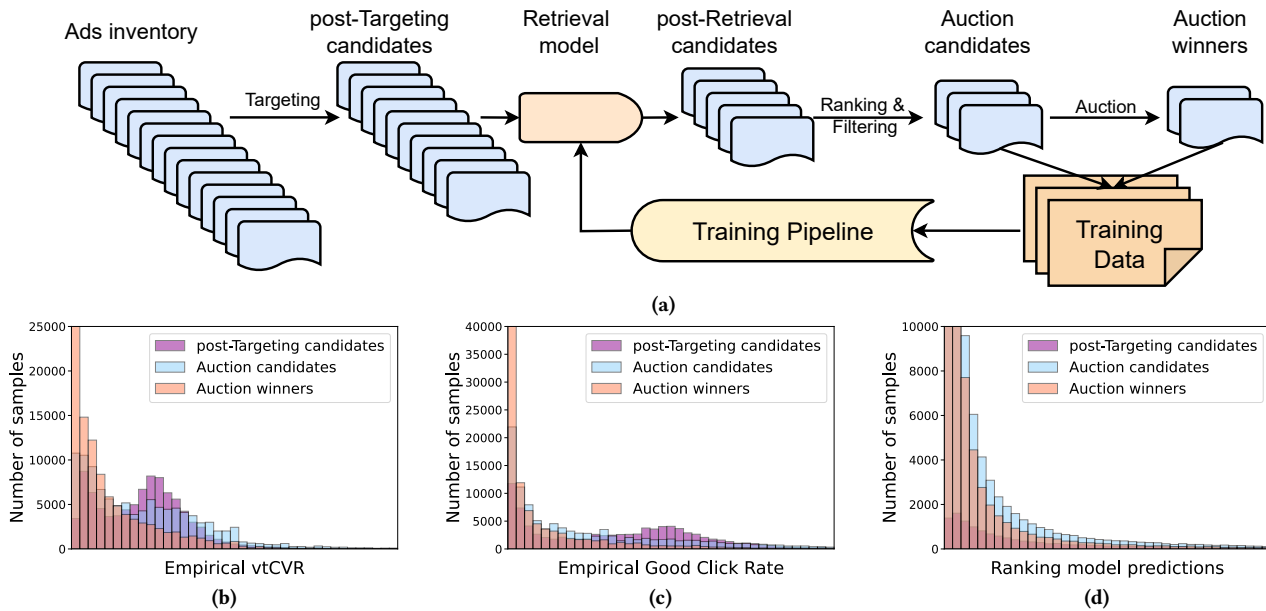 Ads inventory
post-Targeting
candidates
Retrieval
model
post-Retrieval
candidates
Auction
candidates
Auction
winners
Targeting
Ranking &
Filtering
Auction
Training Pipeline
Training
Data
(a)
25000
20000
15000
10000
5000
0
Number of samples
post-Targeting candidates
Auction candidates
Auction winners
Empirical vtCVR
(b)
40000
35000
30000
25000
20000
15000
10000
5000
0
Number of samples
post-Targeting candidates
Auction candidates
Auction winners
Empirical Good Click Rate
(c)
10000
8000
6000
4000
2000
0
Number of samples
post-Targeting candidates
Auction candidates
Auction winners
Ranking model predictions
(d)